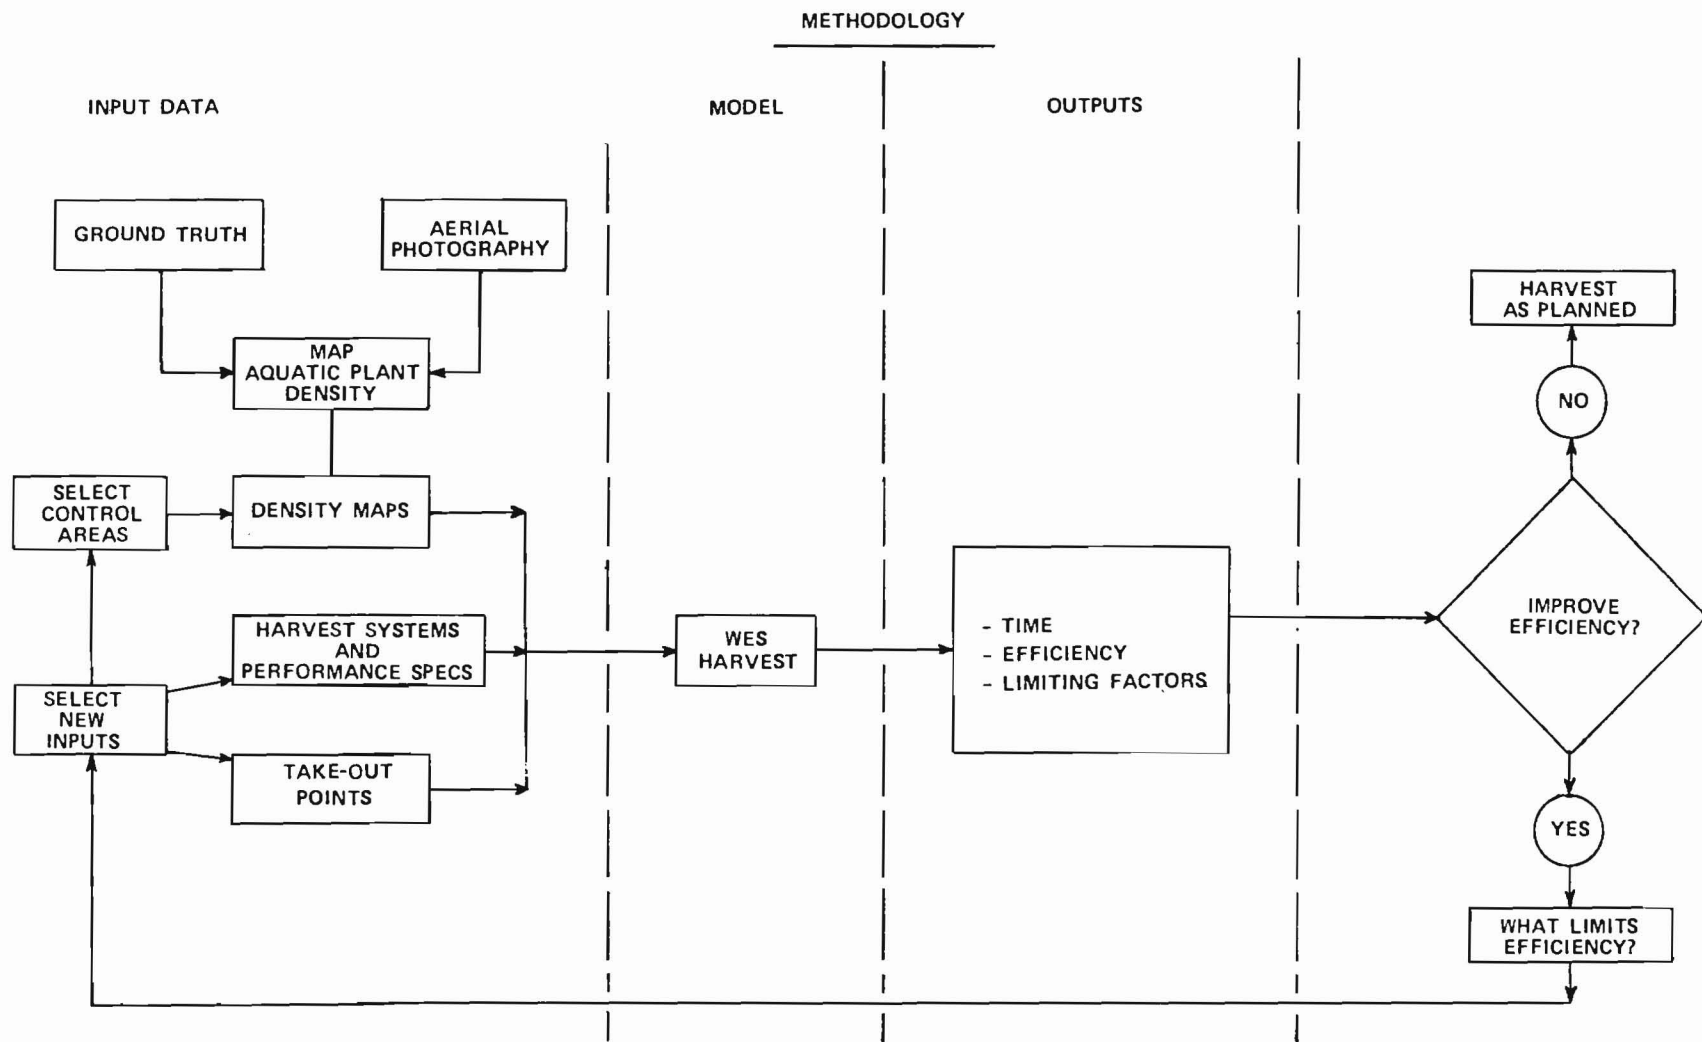 METHODOLOGY
INPUT DATA
MODEL
OUTPUTS
GROUND TRUTH
AERIAL
PHOTOGRAPHY
MAP
AQUATIC PLANT
DENSITY
SELECT
CONTROL
AREAS
DENSITY MAPS
HARVEST SYSTEMS
AND
PERFORMANCE SPECS
SELECT
NEW
INPUTS
TAKE-OUT
POINTS
WES
HARVEST
- TIME
- EFFICIENCY
- LIMITING FACTORS
HARVEST
AS PLANNED
NO
IMPROVE
EFFICIENCY?
YES
WHAT LIMITS
EFFICIENCY?